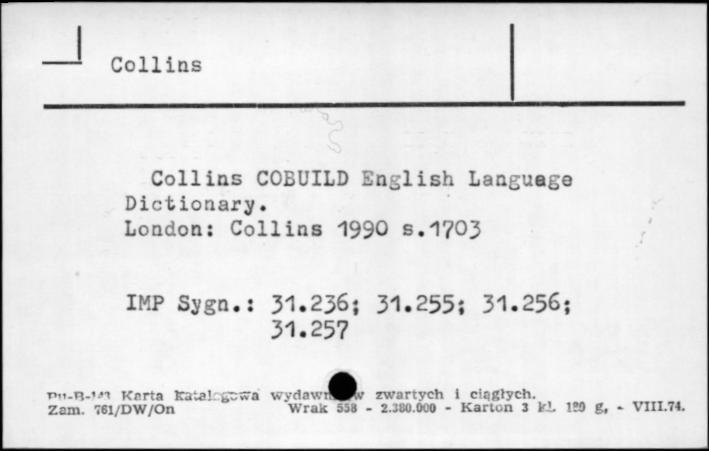 Collins
Collins COBUILD English Language
Dictionary.
London: Collins 1990 s.1703
IMP Sygn.: 31.236; 31.255; 31.256;
31.257
Pu-B-143 Karta katalogowa zwartych i ciągłych.
Zam. 761/DW/On Wrak 558 - 2.380.000 - Karton 3 kl. g, - VIII.74.